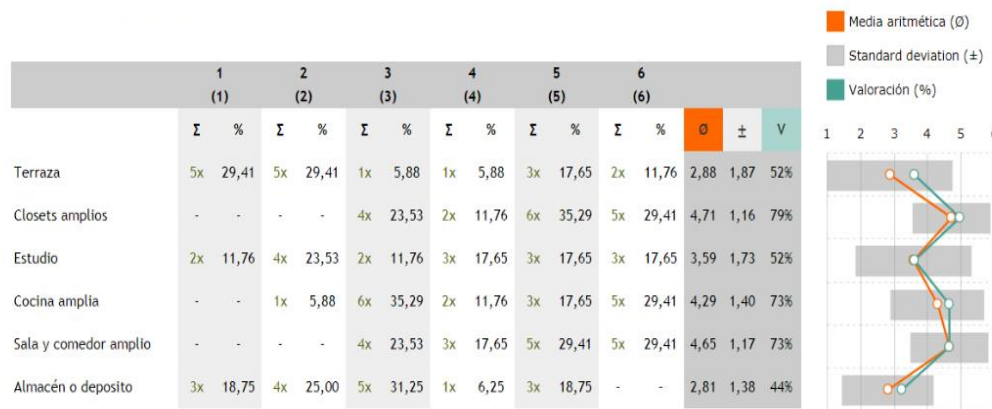 Media aritmética (Ø)
Standard deviation (±)
Valoración (%)
1 2 3 4 5 6
(1) (2) (3) (4) (5) (6)
Σ % Σ % Σ % Σ % Σ % Σ % Ø ± V
1 2 3 4 5
Terraza 5x 29,41 5x 29,41 1x 5,88 1x 5,88 3x 17,65 2x 11,76 2,88 1,87 52%
Closets amplios - - - - 4x 23,53 2x 11,76 6x 35,29 5x 29,41 4,71 1,16 79%
Estudio 2x 11,76 4x 23,53 2x 11,76 3x 17,65 3x 17,65 3x 17,65 3,59 1,73 52%
Cocina amplia - - 1x 5,88 6x 35,29 2x 11,76 3x 17,65 5x 29,41 4,29 1,40 73%
Sala y comedor amplio - - - - 4x 23,53 3x 17,65 5x 29,41 5x 29,41 4,65 1,17 73%
Almacén o deposito 3x 18,75 4x 25,00 5x 31,25 1x 6,25 3x 18,75 - - 2,81 1,38 44%